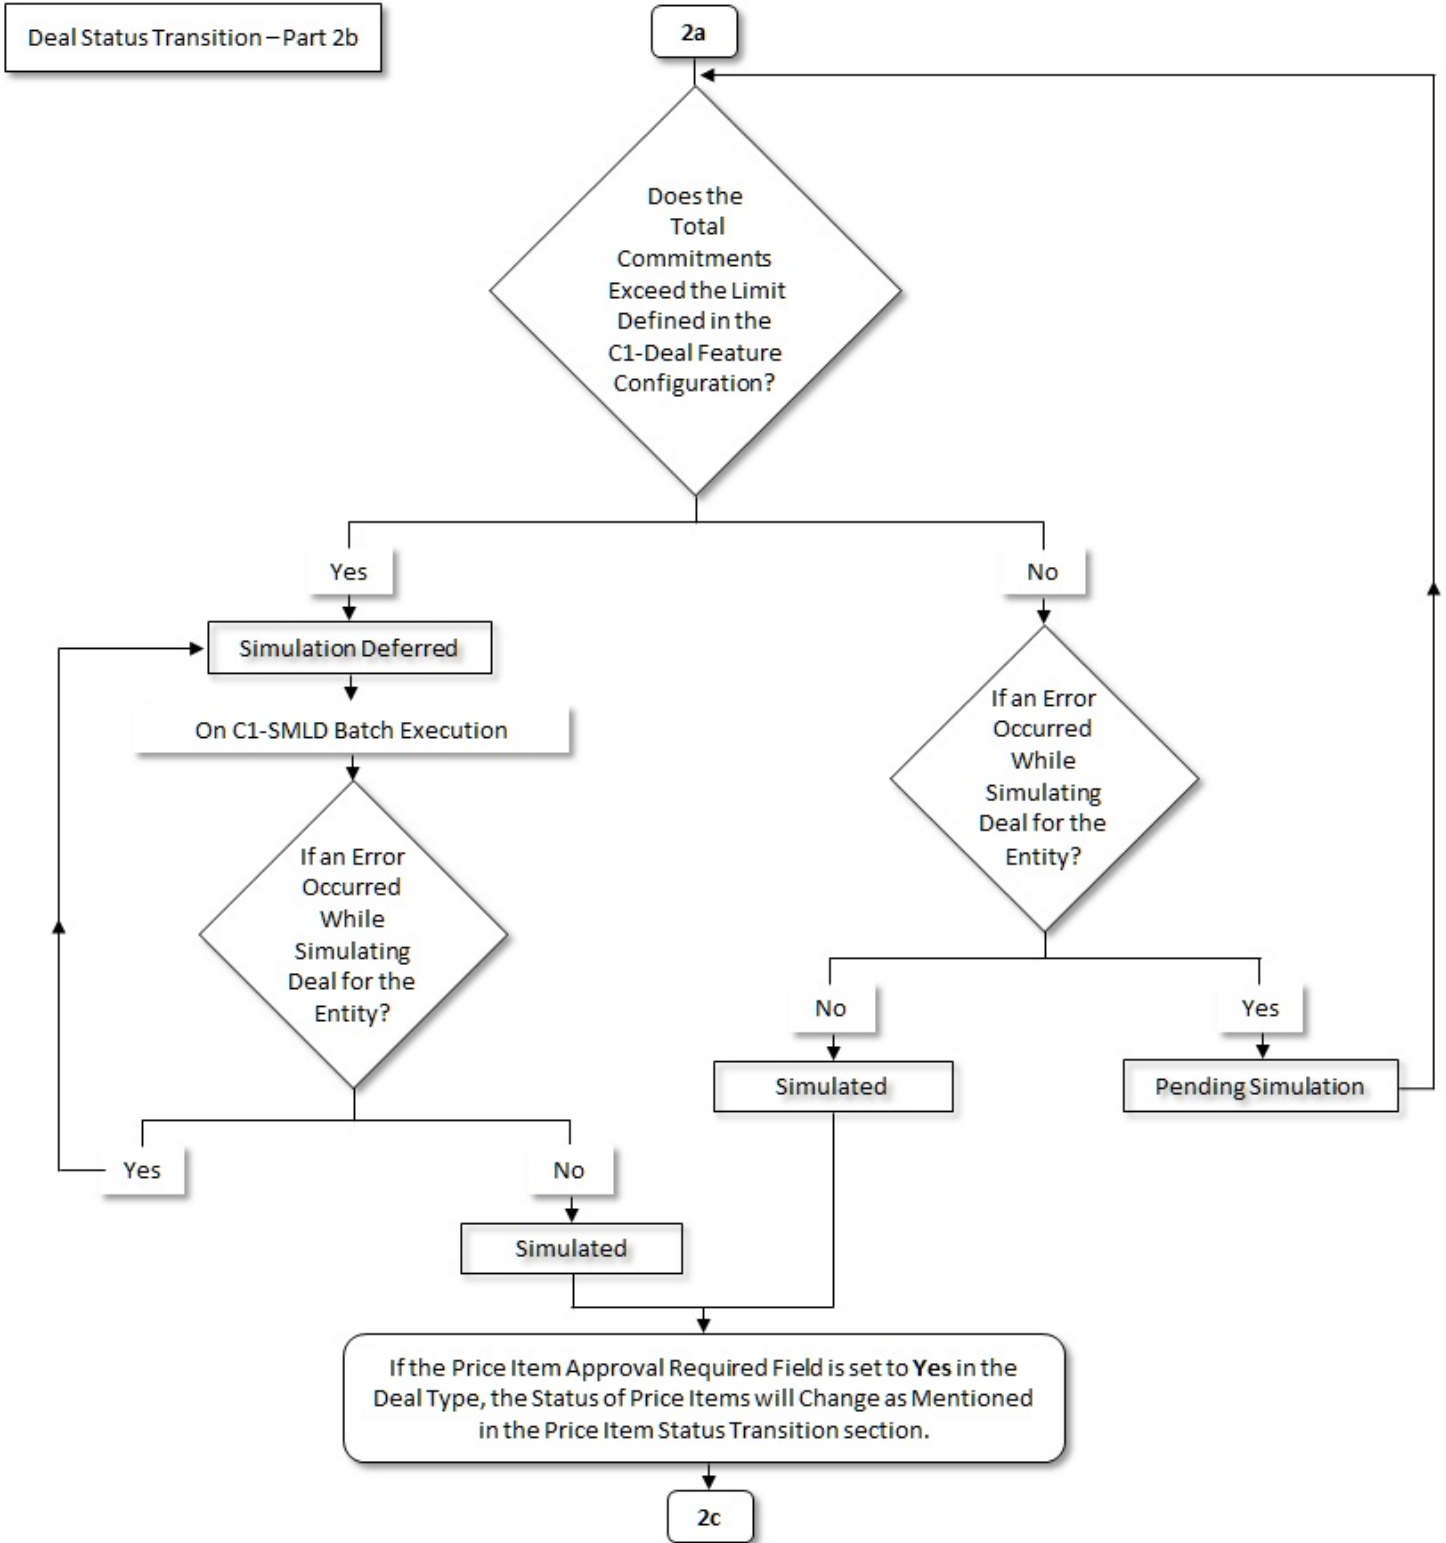 Deal Status Transition – Part 2b
2a
Does the
Total
Commitments
Exceed the Limit
Defined in the
C1-Deal Feature
Configuration?
Yes
No
Simulation Deferred
On C1-SMLD Batch Execution
If an Error
Occurred
While
Simulating
Deal for the
Entity?
If an Error
Occurred
While
Simulating
Deal for the
Entity?
No
Yes
Simulated
Pending Simulation
Yes
No
Simulated
If the Price Item Approval Required Field is set to Yes in the
Deal Type, the Status of Price Items will Change as Mentioned
in the Price Item Status Transition section.
2c